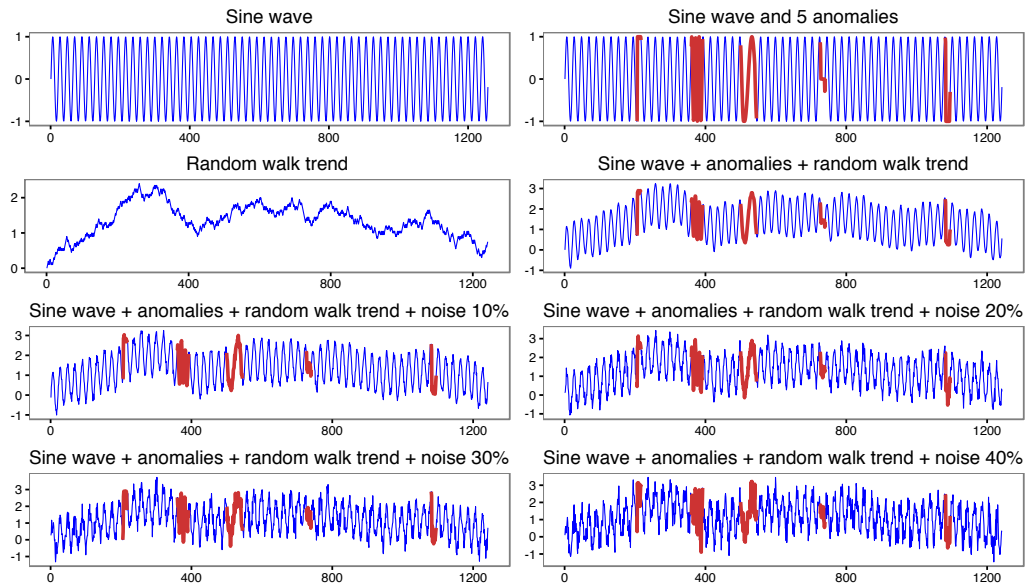 Sine wave
1
0
-1
0 400 800 1200
Sine wave and 5 anomalies
1
0
-1
0 400 800 1200
Random walk trend
2
1
0
0 400 800 1200
Sine wave + anomalies + random walk trend
3
2
1
0
-1
0 400 800 1200
Sine wave + anomalies + random walk trend + noise 10%
3
2
1
0
-1
0 400 800 1200
Sine wave + anomalies + random walk trend + noise 20%
3
2
1
0
-1
0 400 800 1200
Sine wave + anomalies + random walk trend + noise 30%
3
2
1
0
-1
0 400 800 1200
Sine wave + anomalies + random walk trend + noise 40%
3
2
1
0
-1
0 400 800 1200